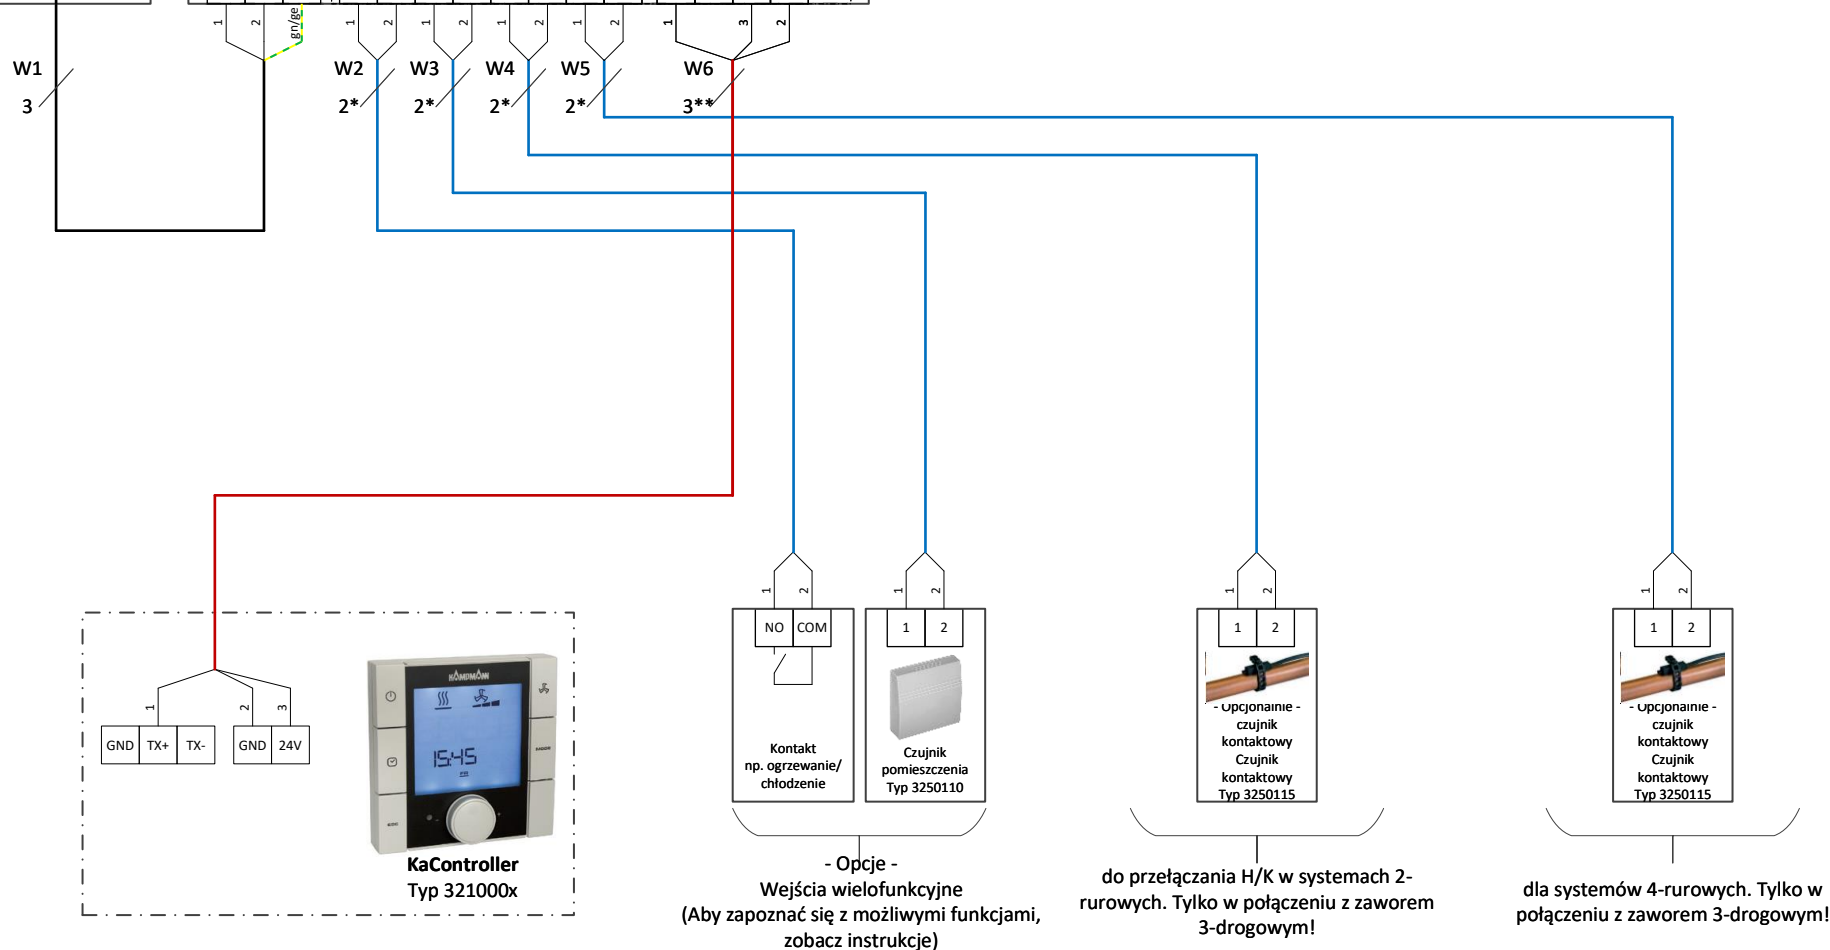 1 2 gn/ge 1 2 1 2 1 2 1 2 1 3 2
W1 W2 W3 W4 W5 W6
3 2* 2* 2* 2* 3**
1 2 1 2 1 2 1 2
NO COM 1 2 1 2 1 2
1 2 3
GND TX+ TX- GND 24V
KAMPMANN
15:45
KaController
Typ 321000x
Kontakt
np. ogrzewanie/
chłodzenie
Czujnik
pomieszczenia
Typ 3250110
- Opcje -
Wejścia wielofunkcyjne
(Aby zapoznać się z możliwymi funkcjami,
zobacz instrukcje)
- Opcjonalnie -
czujnik
kontaktowy
Czujnik
kontaktowy
Typ 3250115
do przełączania H/K w systemach 2-
rurowych. Tylko w połączeniu z zaworem
3-drogowym!
- Opcjonalnie -
czujnik
kontaktowy
Czujnik
kontaktowy
Typ 3250115
dla systemów 4-rurowych. Tylko w
połączeniu z zaworem 3-drogowym!